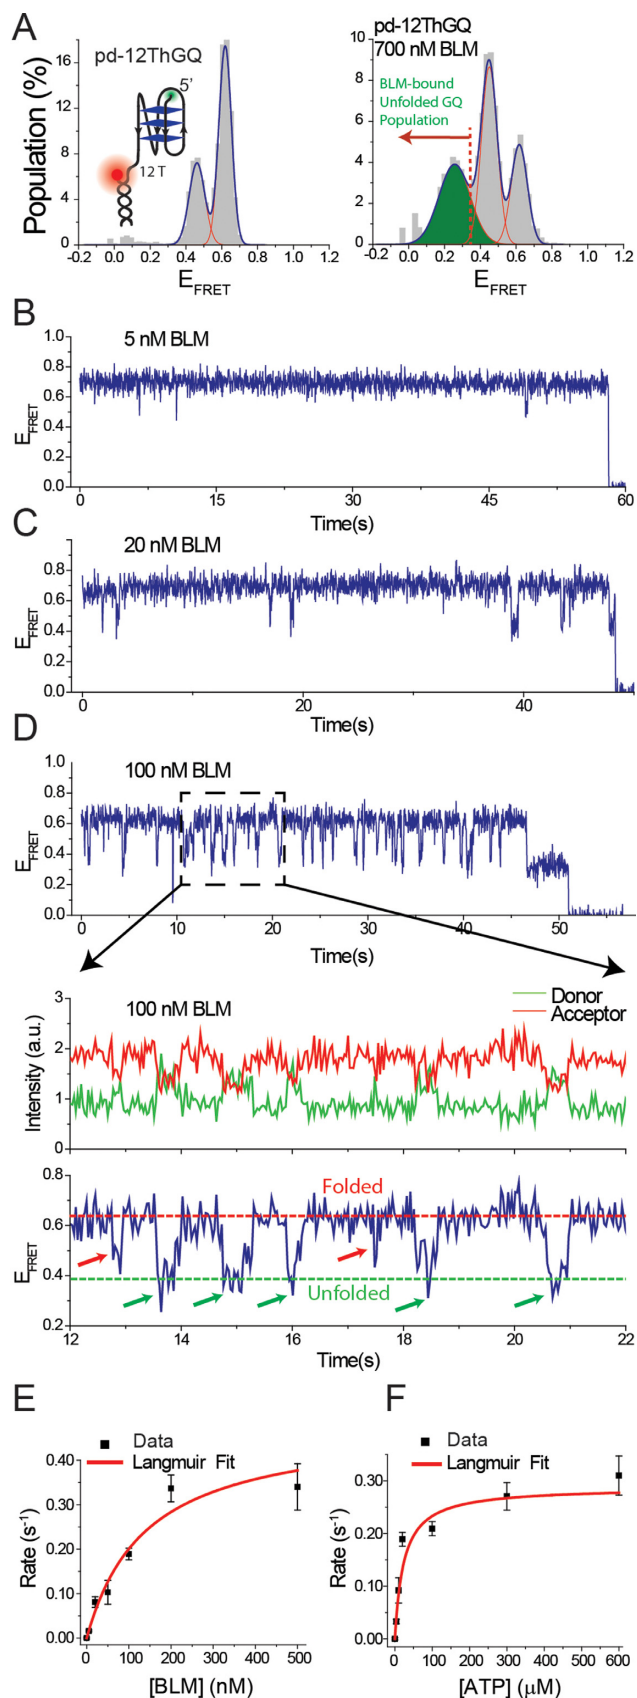 A
pd-12ThGQ
5'
12 T
Population (%)
16
12
8
4
0
-0.2 0.0 0.2 0.4 0.6 0.8 1.0 1.2
E_FRET
pd-12ThGQ
700 nM BLM
BLM-bound
Unfolded GQ
Population
10
8
6
4
2
0
-0.2 0.0 0.2 0.4 0.6 0.8 1.0 1.2
E_FRET
B
5 nM BLM
E_FRET
1.0
0.8
0.6
0.4
0.2
0.0
0 15 30 45 60
Time(s)
C
20 nM BLM
E_FRET
1.0
0.8
0.6
0.4
0.2
0.0
0 20 40
Time(s)
D
100 nM BLM
E_FRET
1.0
0.8
0.6
0.4
0.2
0.0
0 10 20 30 40 50
Time(s)
100 nM BLM
Donor
Acceptor
Intensity (a.u.)
3
2
1
0
Folded
Unfolded
E_FRET
0.8
0.6
0.4
0.2
12 14 16 18 20 22
Time(s)
E
Data
Langmuir Fit
Rate (s⁻¹)
0.40
0.30
0.20
0.10
0.00
0 100 200 300 400 500
[BLM] (nM)
F
Data
Langmuir Fit
Rate (s⁻¹)
0.30
0.20
0.10
0.00
0 100 200 300 400 500 600
[ATP] (μM)